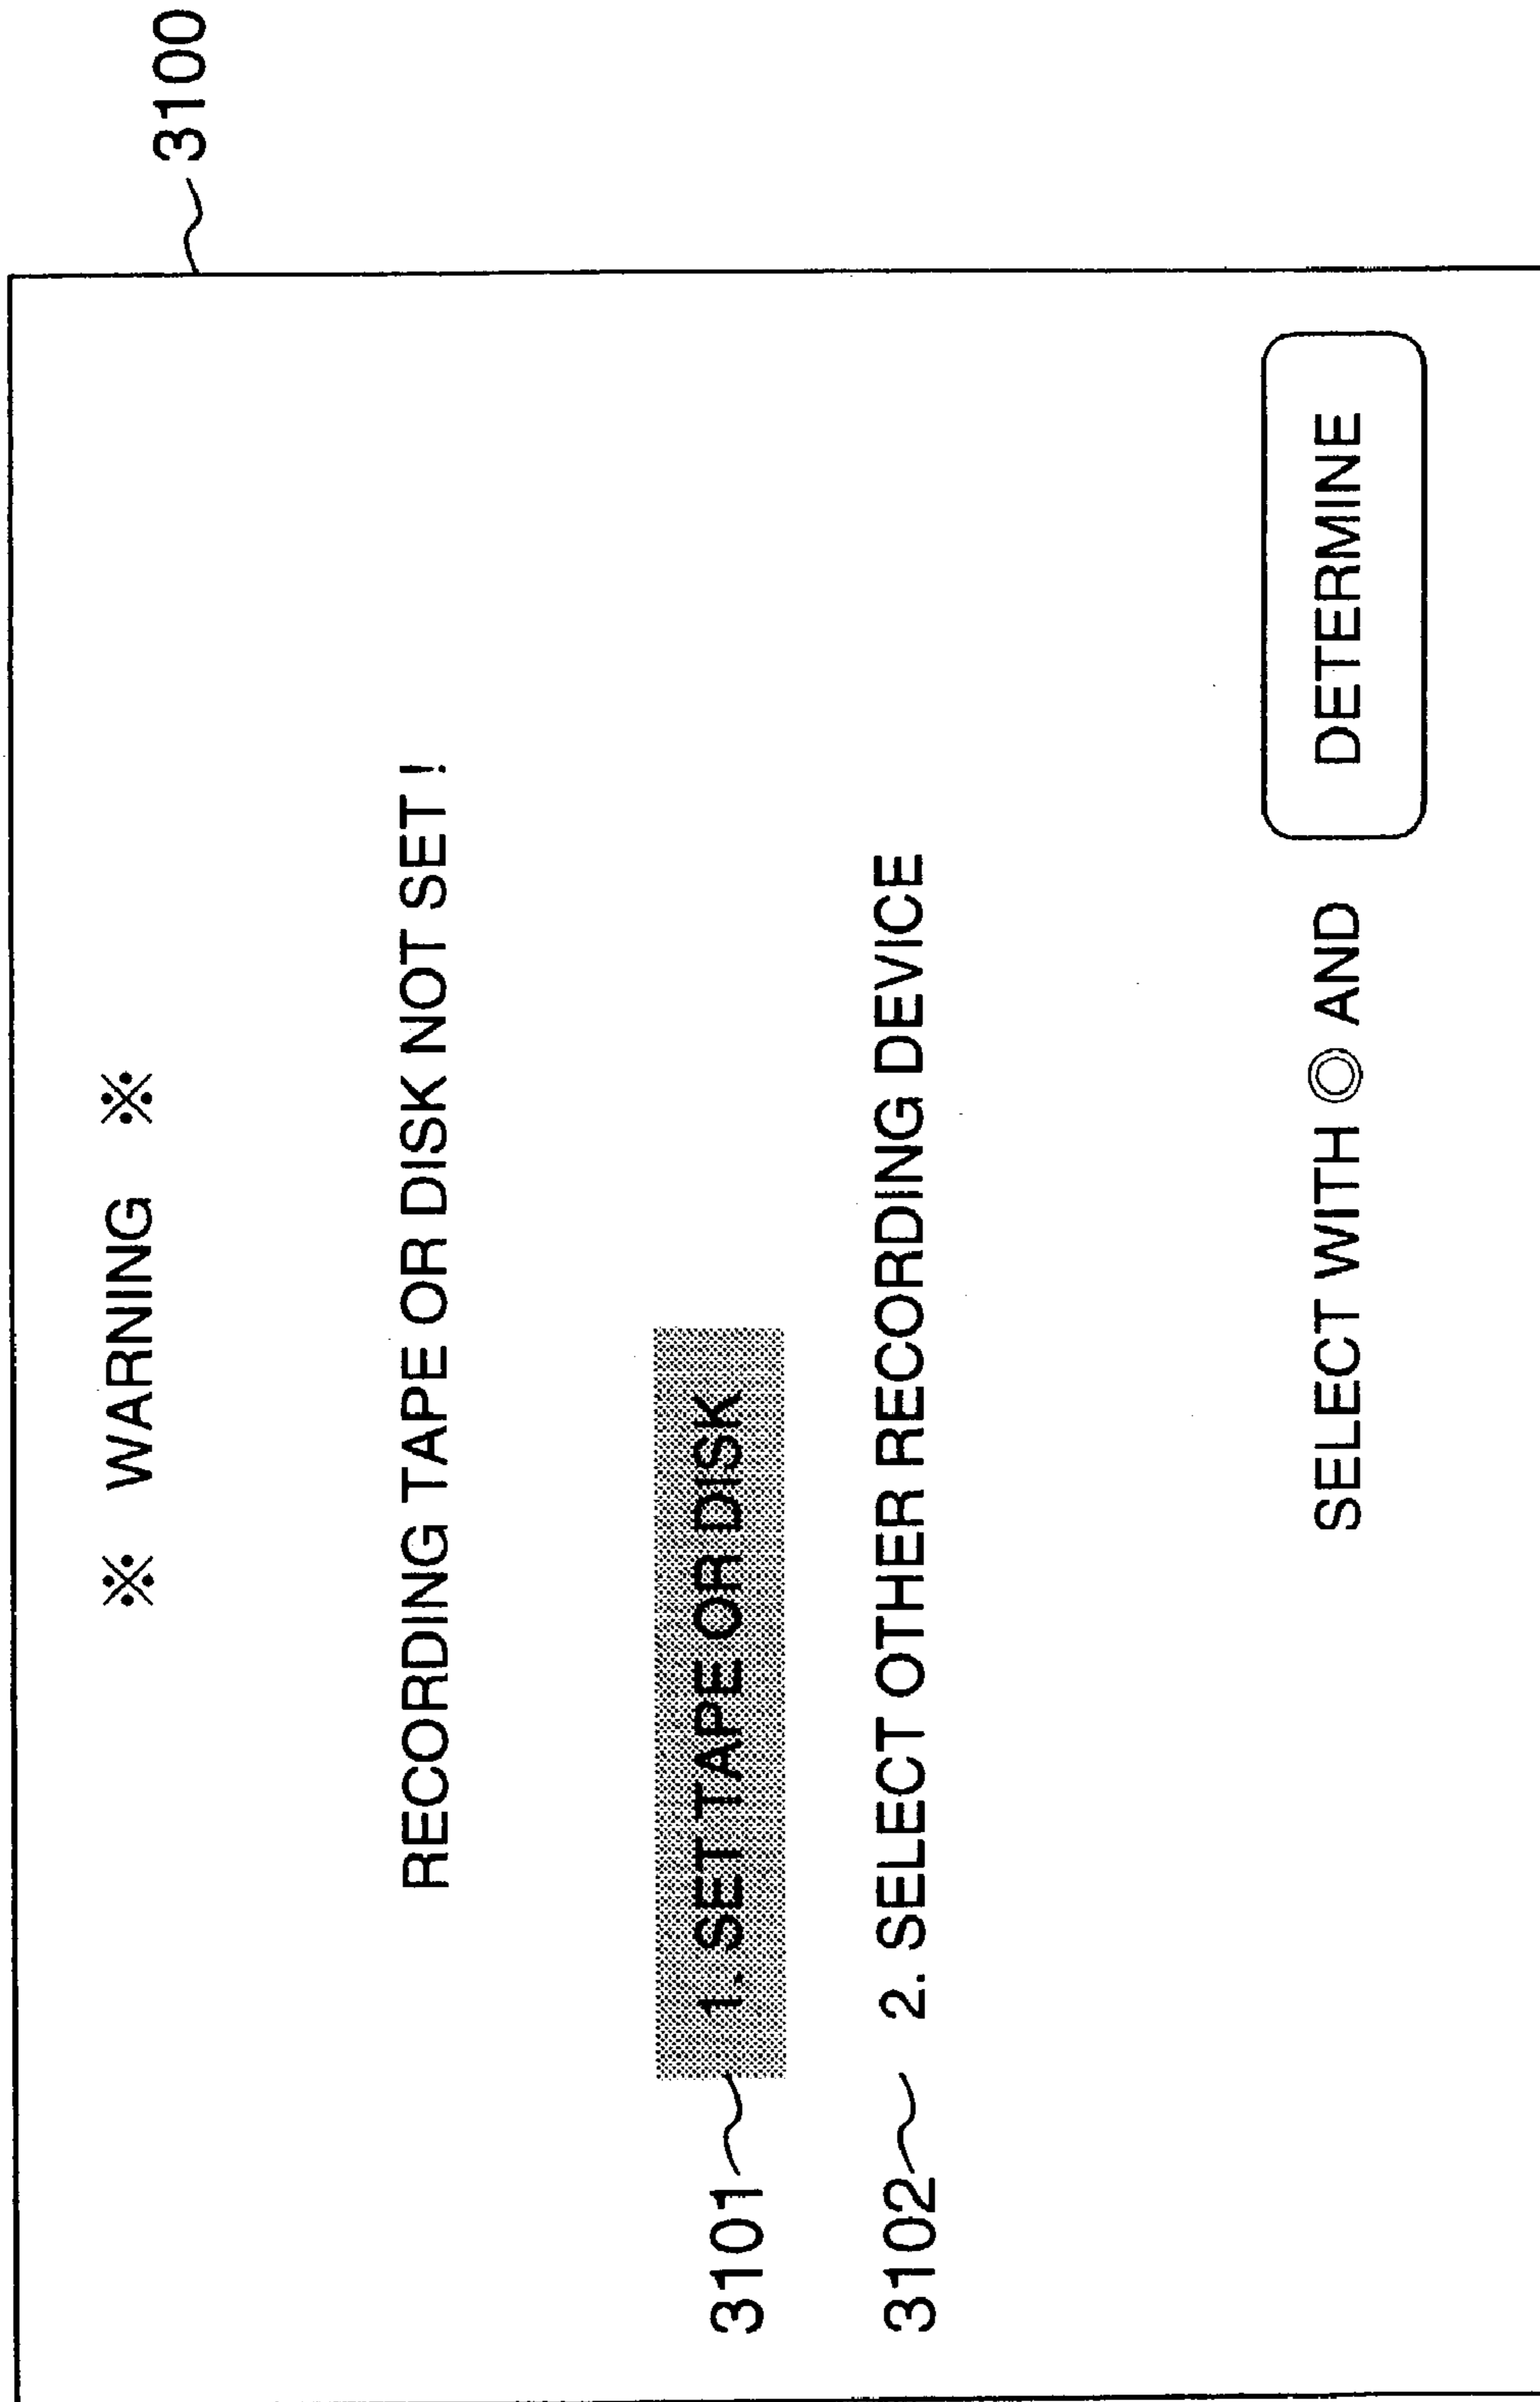 3100
※ WARNING ※
RECORDING TAPE OR DISK NOT SET !
3101 1. SET TAPE OR DISK
3102 2. SELECT OTHER RECORDING DEVICE
SELECT WITH ◎ AND DETERMINE